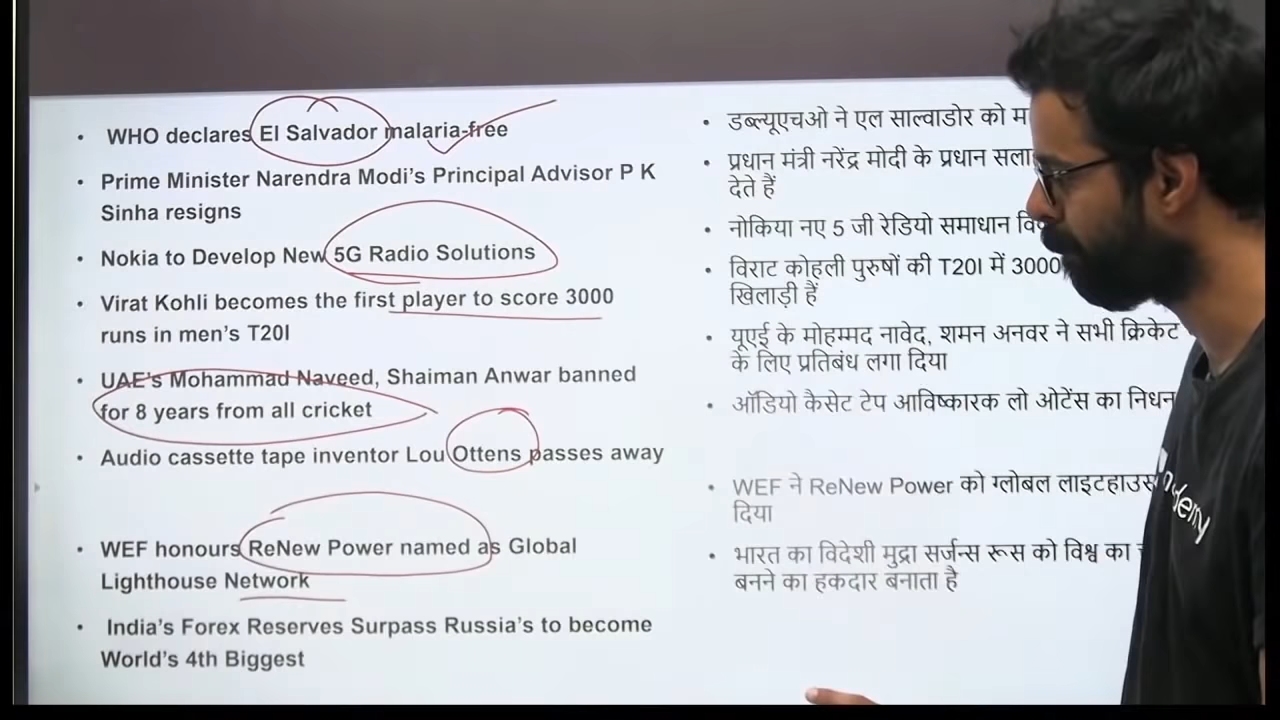 • WHO declares El Salvador malaria-free
• Prime Minister Narendra Modi's Principal Advisor P K
Sinha resigns
• Nokia to Develop New 5G Radio Solutions
• Virat Kohli becomes the first player to score 3000
runs in men's T20I
• UAE's Mohammad Naveed, Shaiman Anwar banned
for 8 years from all cricket
• Audio cassette tape inventor Lou Ottens passes away
• WEF honours ReNew Power named as Global
Lighthouse Network
• India's Forex Reserves Surpass Russia's to become
World's 4th Biggest
• डब्ल्यूएचओ ने एल साल्वाडोर को
• प्रधान मंत्री नरेंद्र मोदी के प्रधान
देते हैं
• नोकिया नए 5 जी रेडियो समाधान
• विराट कोहली पुरुषों की T20I में 3000
खिलाड़ी हैं
• यूएई के मोहम्मद नावेद, शमन अनवर ने सभी क्रिकेट
के लिए प्रतिबंध लगा दिया
• ऑडियो कैसेट टेप आविष्कारक लो ओटेंस का निधन
• WEF ने ReNew Power को ग्लोबल लाइटहाउस
दिया
• भारत का विदेशी मुद्रा सर्जन्स रूस को विश्व का
बनने का हकदार बनाता है